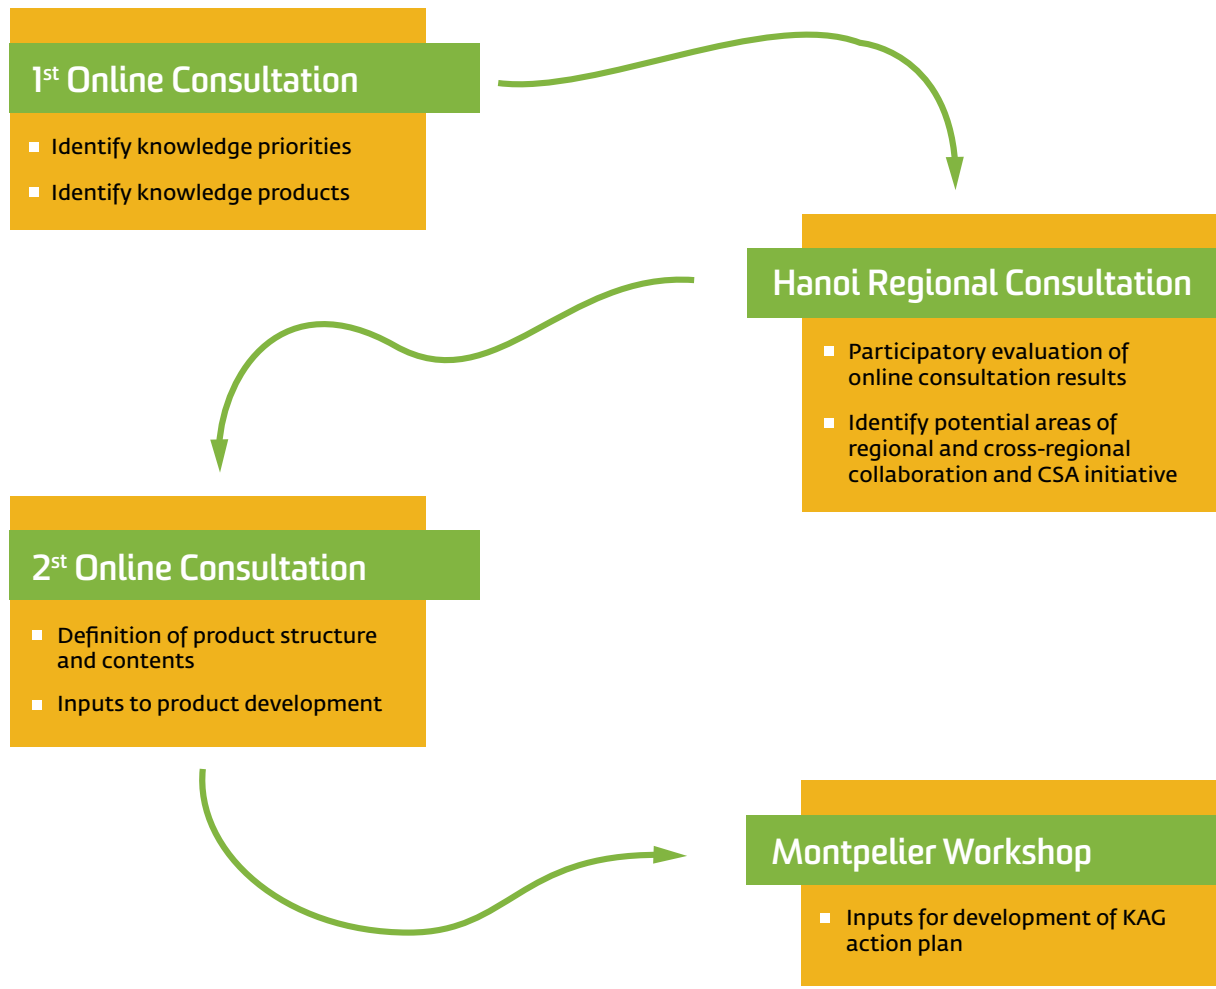 1st Online Consultation
Identify knowledge priorities
Identify knowledge products
Hanoi Regional Consultation
Participatory evaluation of
online consultation results
Identify potential areas of
regional and cross-regional
collaboration and CSA initiative
2st Online Consultation
Definition of product structure
and contents
Inputs to product development
Montpelier Workshop
Inputs for development of KAG
action plan